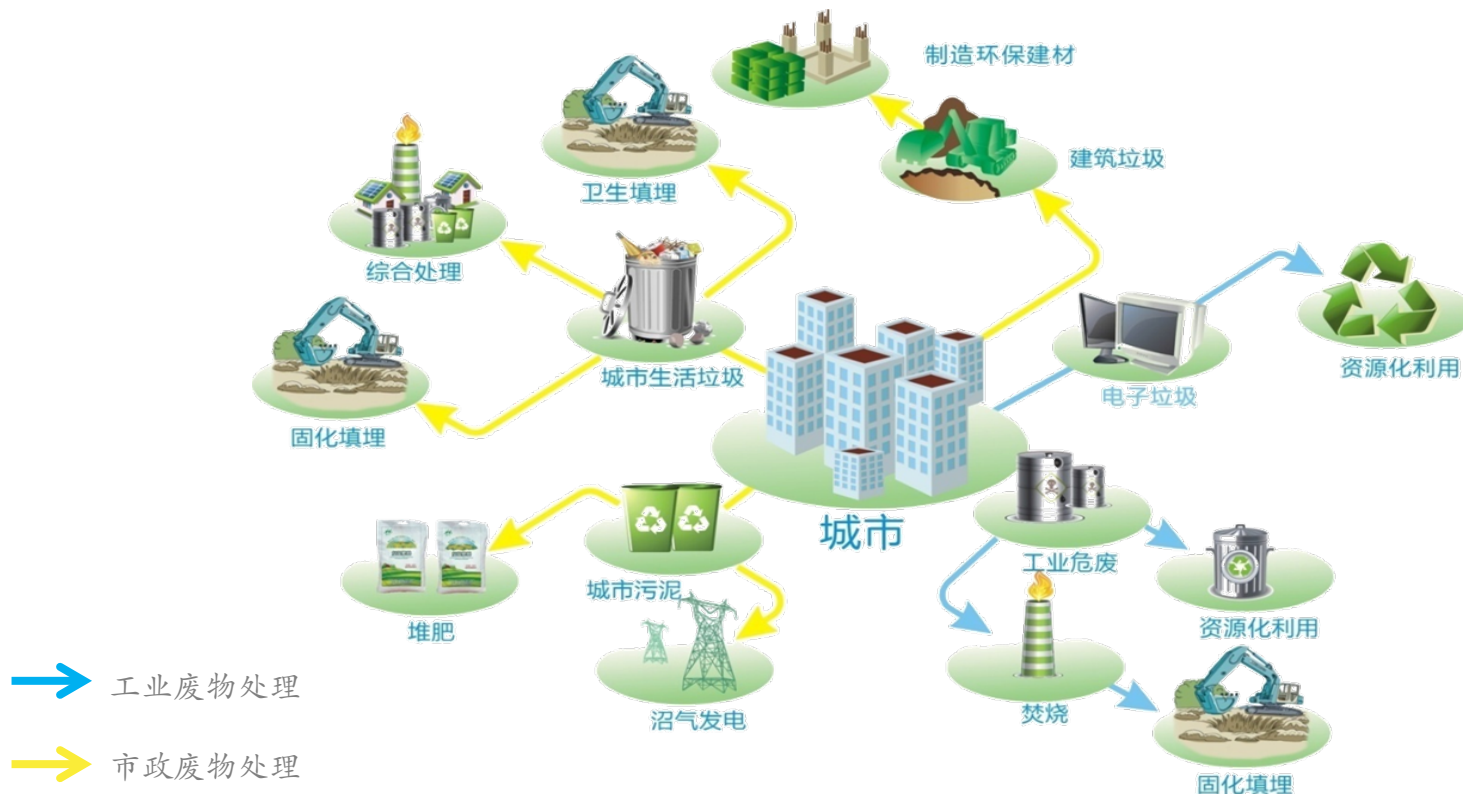 制造环保建材
建筑垃圾
卫生填埋
综合处理
城市生活垃圾
资源化利用
电子垃圾
固化填埋
城市
工业危废
城市污泥
堆肥
资源化利用
沼气发电
焚烧
固化填埋
工业废物处理
市政废物处理